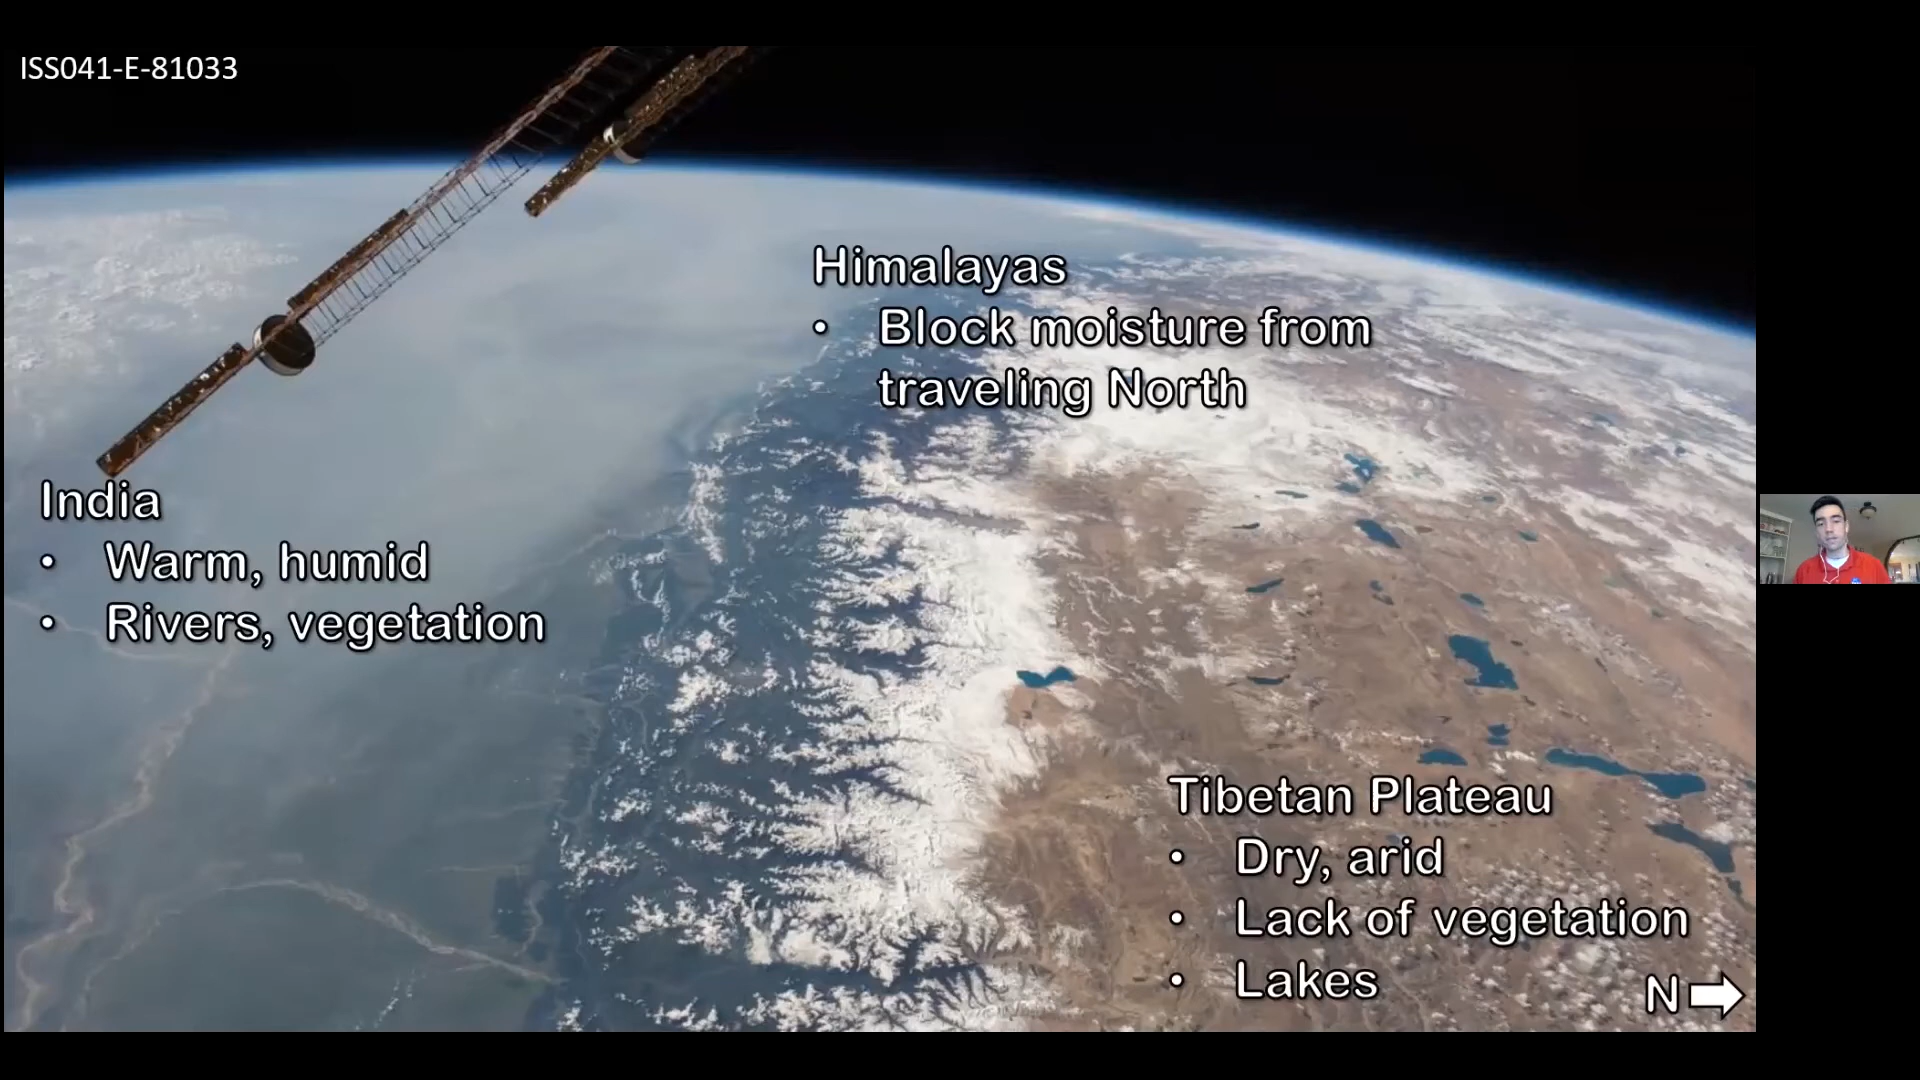 ISS041-E-81033
Himalayas
• Block moisture from
traveling North
India
• Warm, humid
• Rivers, vegetation
Tibetan Plateau
• Dry, arid
• Lack of vegetation
• Lakes
N